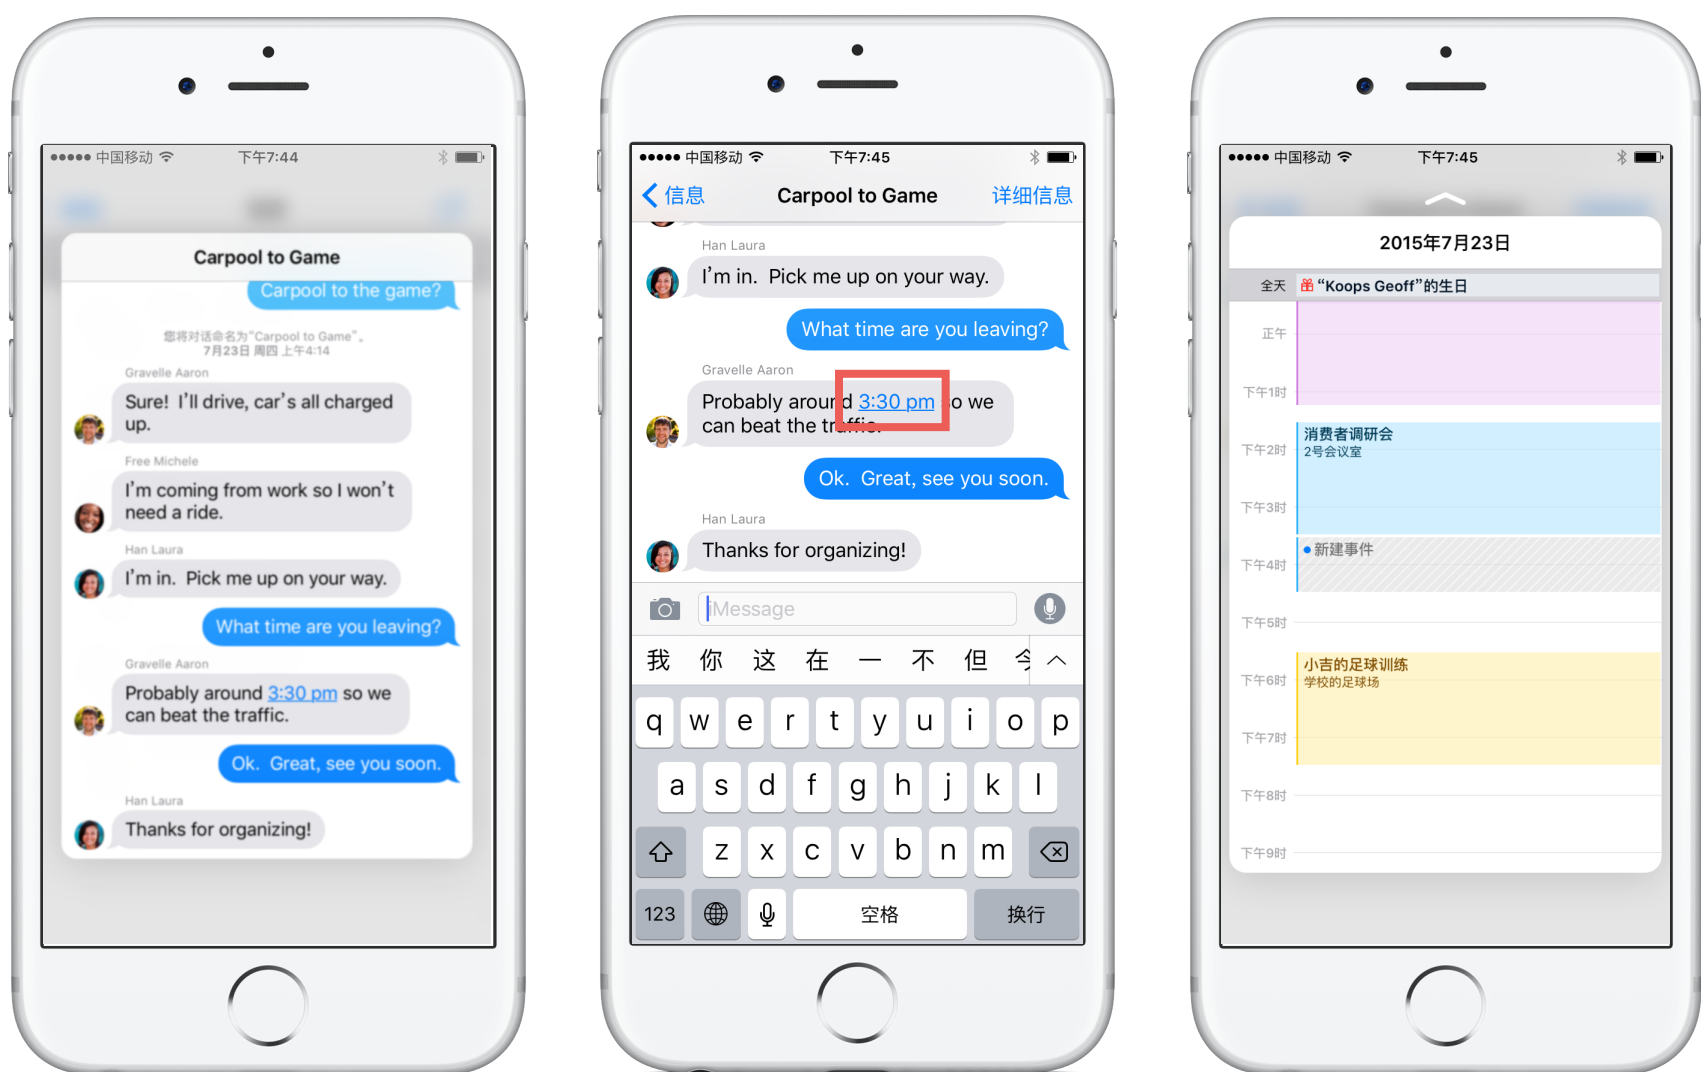 中国移动
下午7:44
Carpool to Game
Carpool to the game?
您将对话命名为“Carpool to Game”。
7月23日 周四 上午4:14
Gravelle Aaron
Sure! I’ll drive, car’s all charged
up.
Free Michele
I’m coming from work so I won’t
need a ride.
Han Laura
I’m in. Pick me up on your way.
What time are you leaving?
Gravelle Aaron
Probably around 3:30 pm so we
can beat the traffic.
Ok. Great, see you soon.
Han Laura
Thanks for organizing!
中国移动
下午7:45
信息
Carpool to Game
详细信息
Han Laura
I’m in. Pick me up on your way.
What time are you leaving?
Gravelle Aaron
Probably around 3:30 pm so we
can beat the traffic.
Ok. Great, see you soon.
Han Laura
Thanks for organizing!
iMessage
我 你 这 在 一 不 但 今
q w e r t y u i o p
a s d f g h j k l
z x c v b n m
123 空格 换行
中国移动
下午7:45
2015年7月23日
全天 “Koops Geoff”的生日
正午
下午1时
消费者调研会
下午2时
2号会议室
下午3时
新建事件
下午4时
下午5时
小吉的足球训练
下午6时
学校的足球场
下午7时
下午8时
下午9时